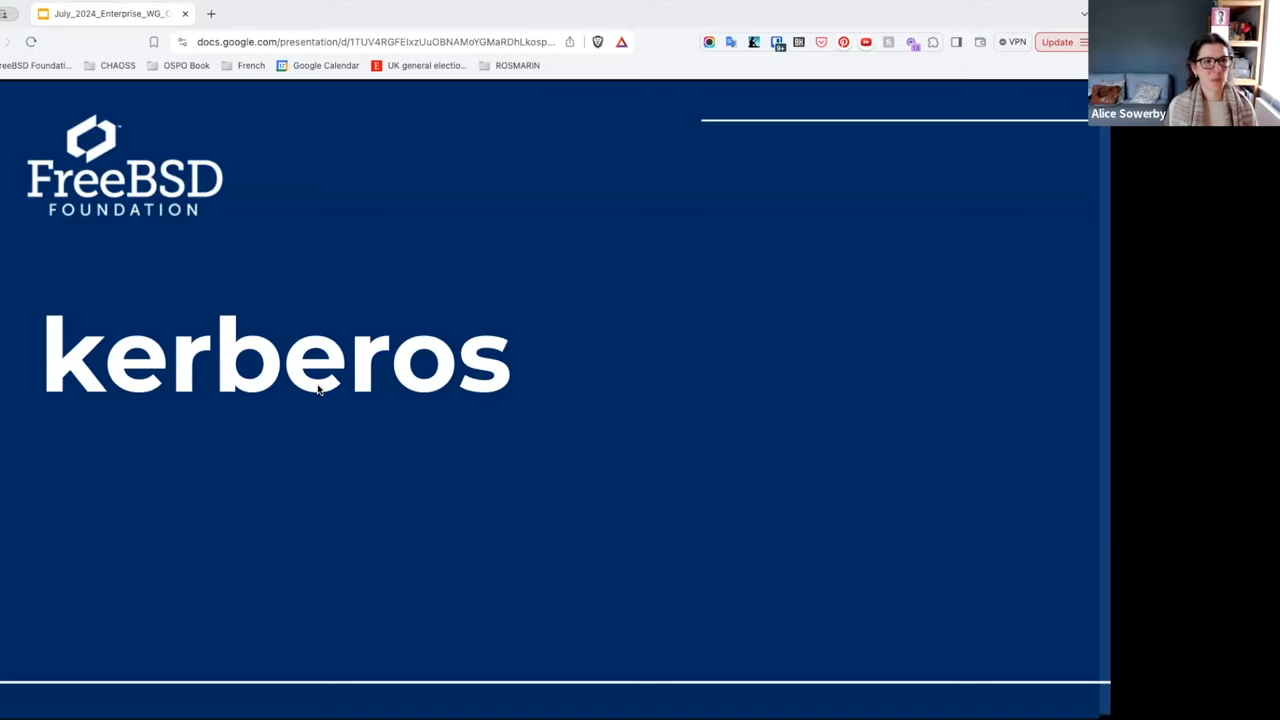 July_2024_Enterprise_WG_C
docs.google.com/presentation/d/1TUV4RGFEIxzUuOBNAMoYGMaRDhLkosp...
VPN
Update
reeBSD Foundati...
CHAOSS
OSPO Book
French
Google Calendar
UK general electio...
ROSMARIN
Alice Sowerby
FreeBSD
FOUNDATION
kerberos